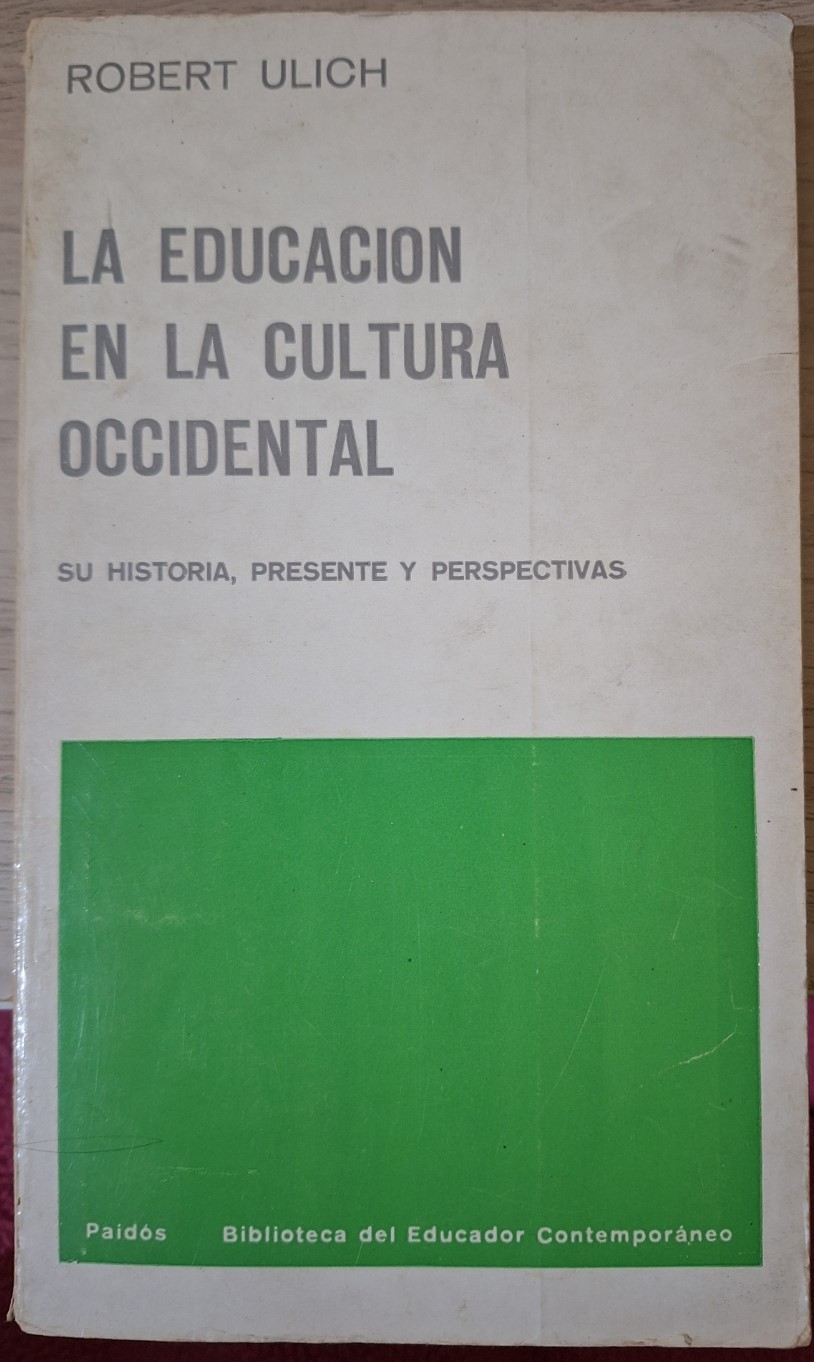 ROBERT ULICH
LA EDUCACION
EN LA CULTURA
OCCIDENTAL
SU HISTORIA, PRESENTE Y PERSPECTIVAS
Paidós Biblioteca del Educador Contemporáneo